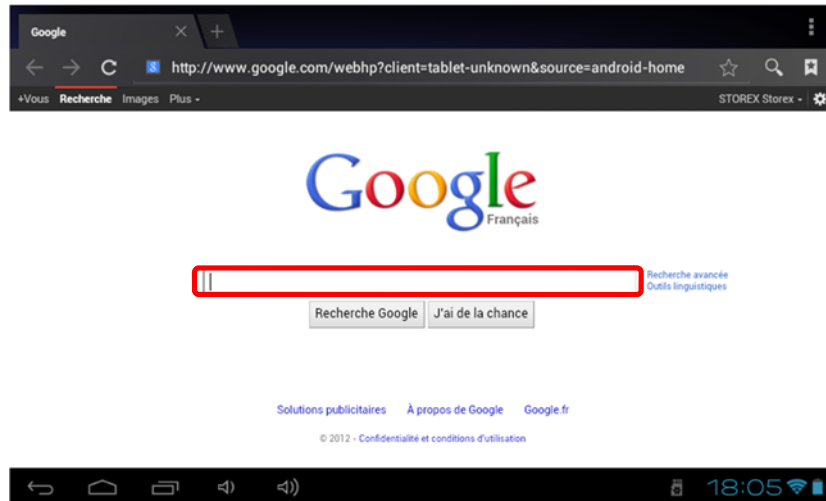 Google
http://www.google.com/webhp?client=tablet-unknown&source=android-home
+Vous Recherche Images Plus
STOREX Storex
Google
Français
Recherche avancée
Outils linguistiques
Recherche Google J'ai de la chance
Solutions publicitaires À propos de Google Google.fr
© 2012 - Confidentialité et conditions d'utilisation
18:05